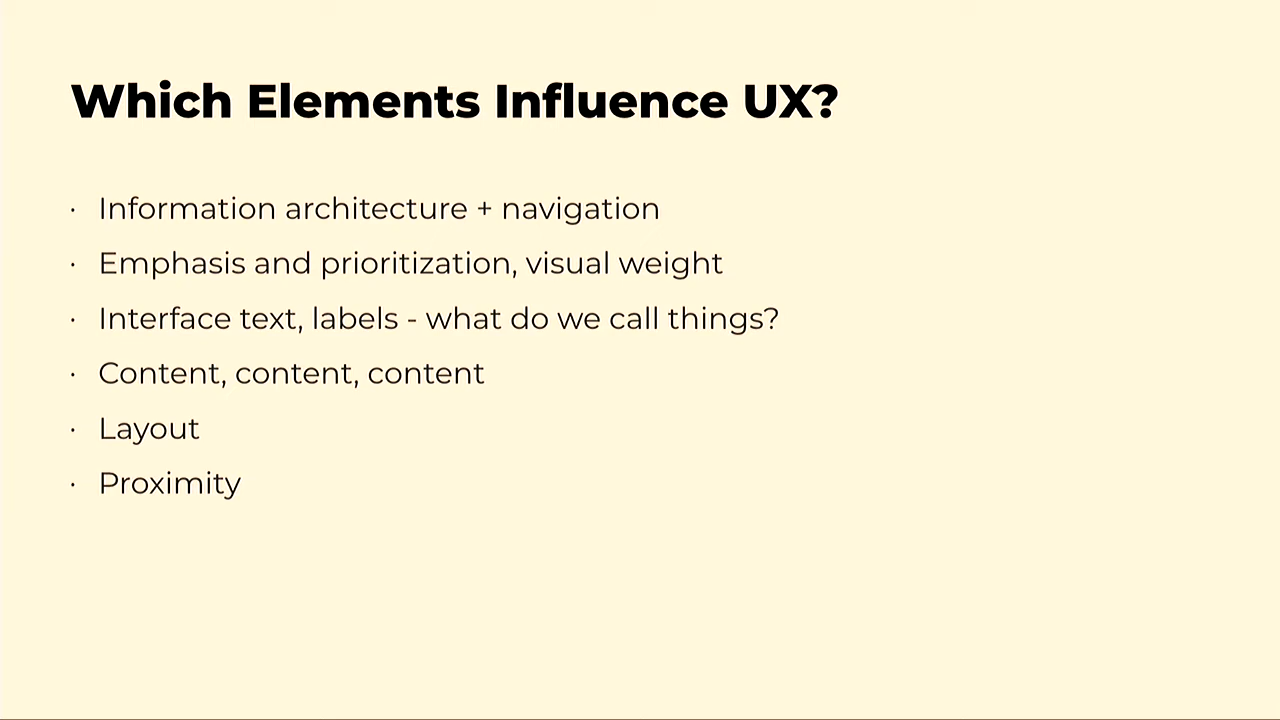 Which Elements Influence UX?
· Information architecture + navigation
· Emphasis and prioritization, visual weight
· Interface text, labels - what do we call things?
· Content, content, content
· Layout
· Proximity